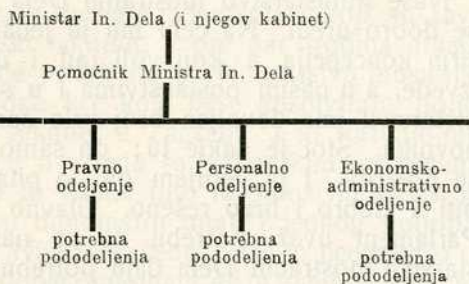 Ministar In. Dela (i njegov kabinet)
Pomoćnik Ministra In. Dela
Pravno
odeljenje
Personalno
odeljenje
Ekonomsko-
administrativno
odeljenje
potrebna
pododeljenja
potrebna
pododeljenja
potrebna
pododeljenja